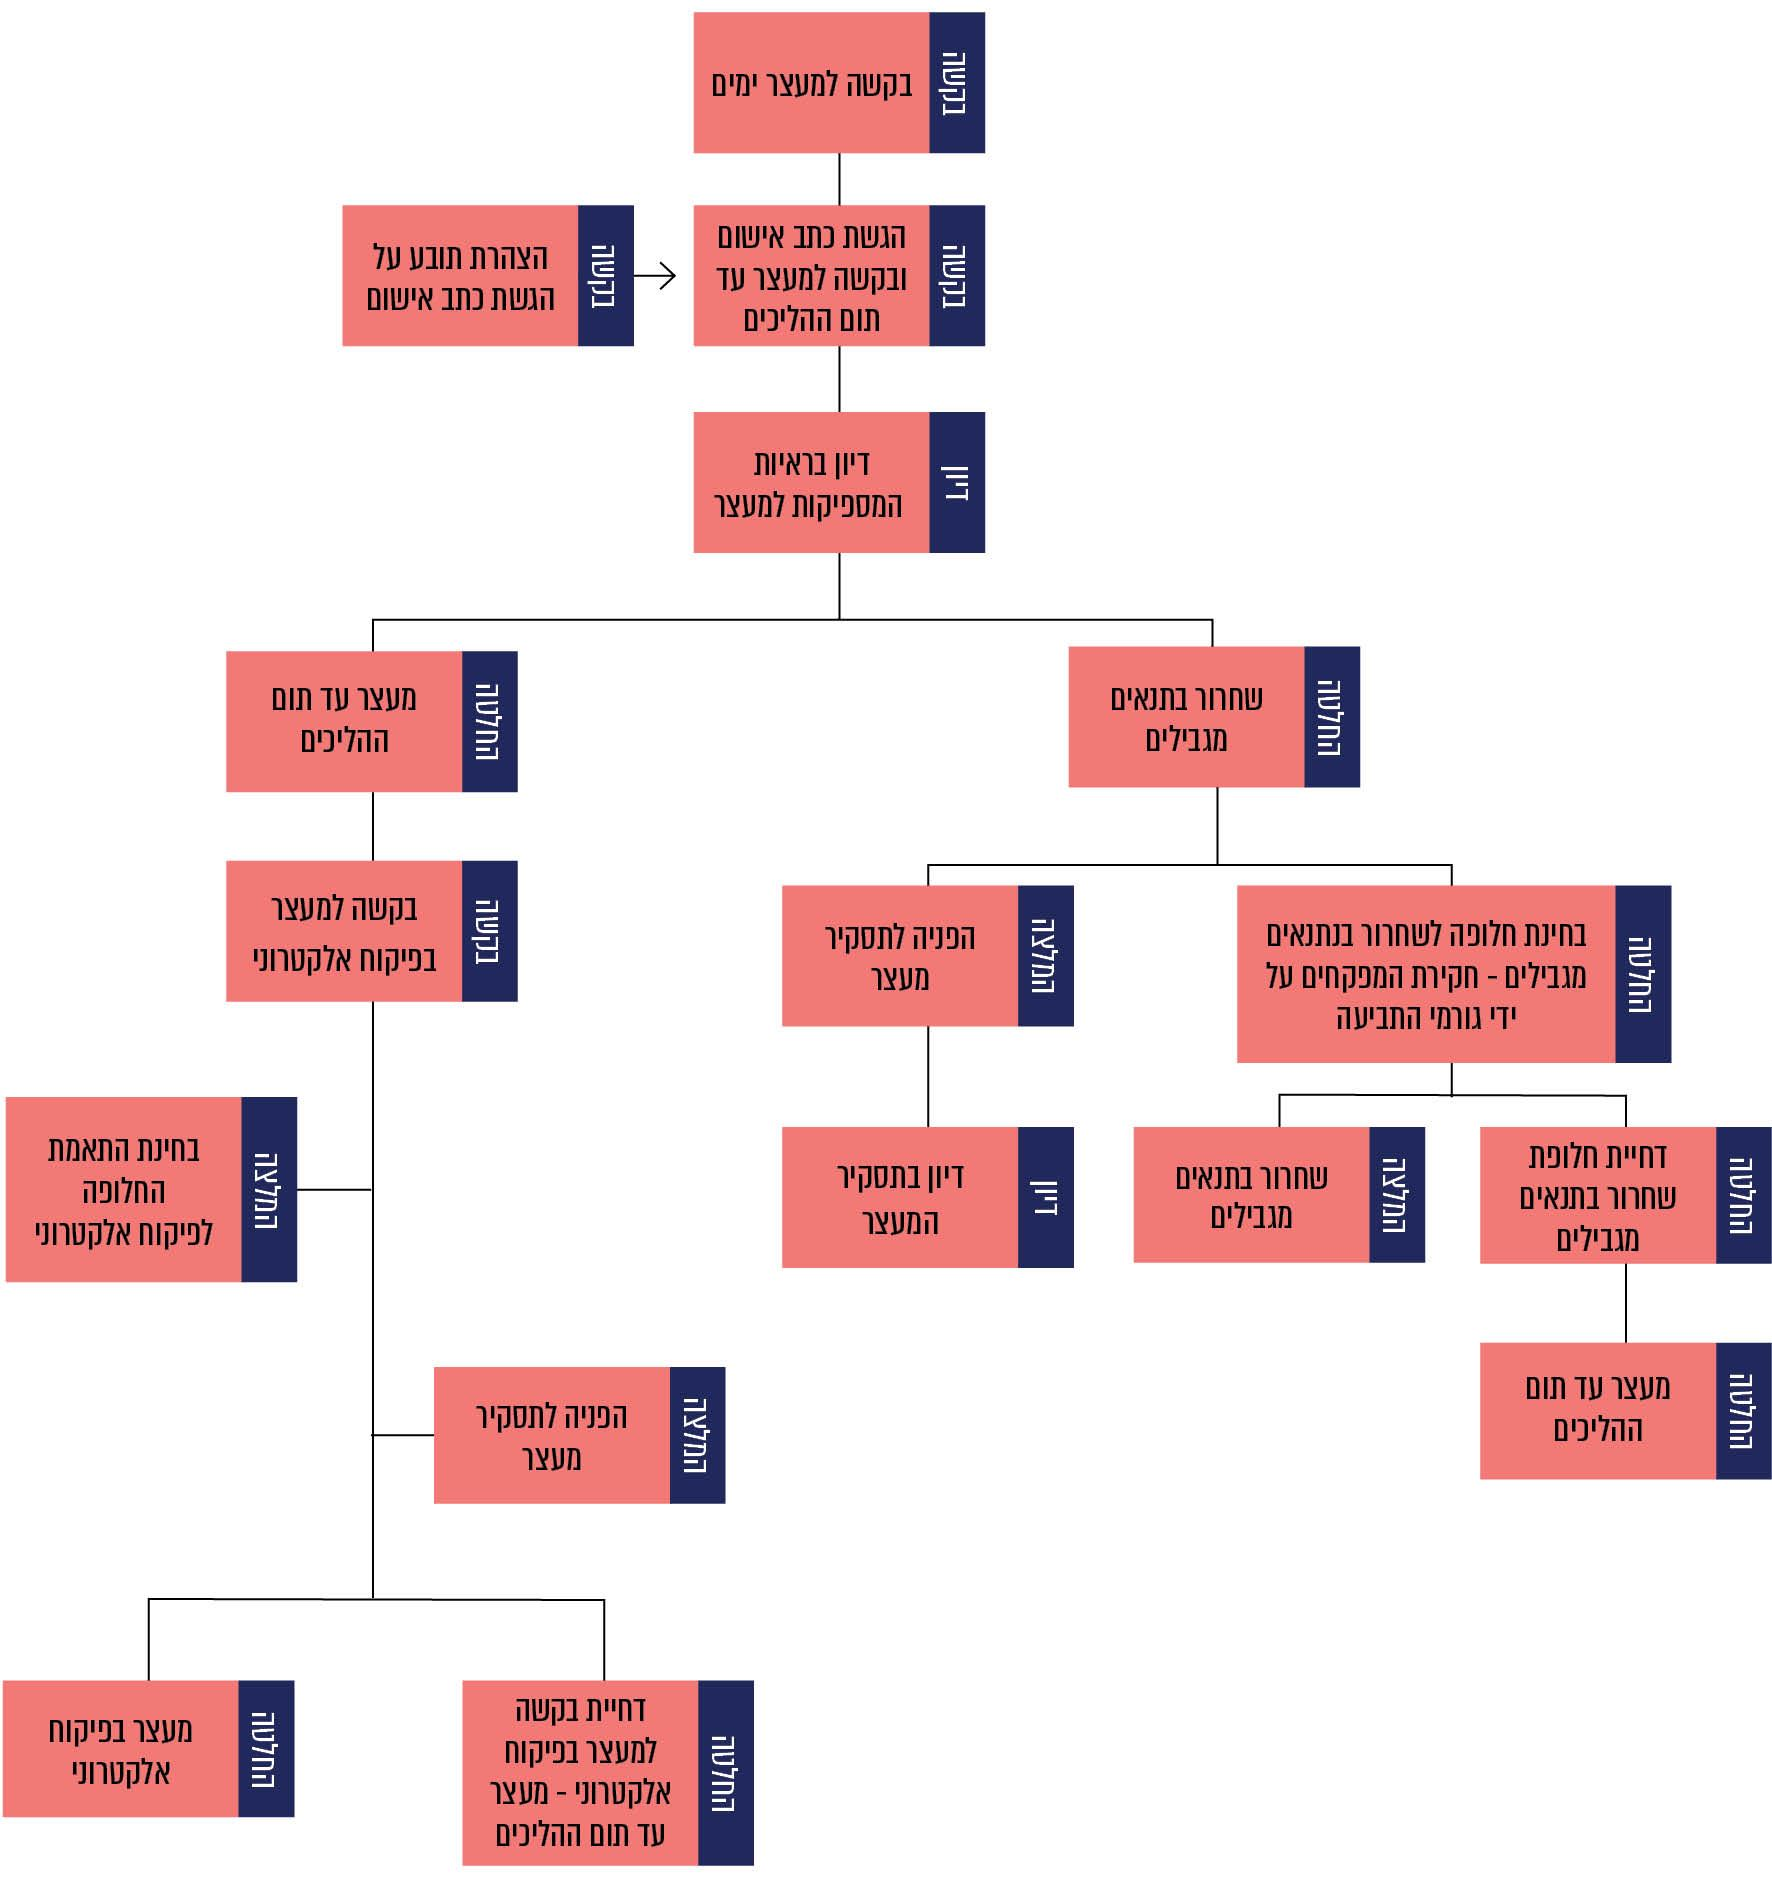 בקשה
בקשה למעצר ימים
בקשה
הגשת כתב אישום
ובקשה למעצר עד
תום ההליכים
בקשה
הצהרת תובע על
הגשת כתב אישום
דיון
דיון בראיות
המספיקות למעצר
החלטה
שחרור בתנאים
מגבילים
החלטה
מעצר עד תום
ההליכים
החלטה
בחינת חלופה לשחרור בנתנאים
מגבילים - חקירת המפקחים על
ידי גורמי התביעה
המלצה
הפניה לתסקיר
מעצר
בקשה
בקשה למעצר
בפיקוח אלקטרוני
החלטה
דחיית חלופת
שחרור בתנאים
מגבילים
המלצה
שחרור בתנאים
מגבילים
דיון
דיון בתסקיר
המעצר
המלצה
בחינת התאמת
החלופה
לפיקוח אלקטרוני
החלטה
מעצר עד תום
ההליכים
המלצה
הפניה לתסקיר
מעצר
החלטה
דחיית בקשה
למעצר בפיקוח
אלקטרוני - מעצר
עד תום ההליכים
החלטה
מעצר בפיקוח
אלקטרוני